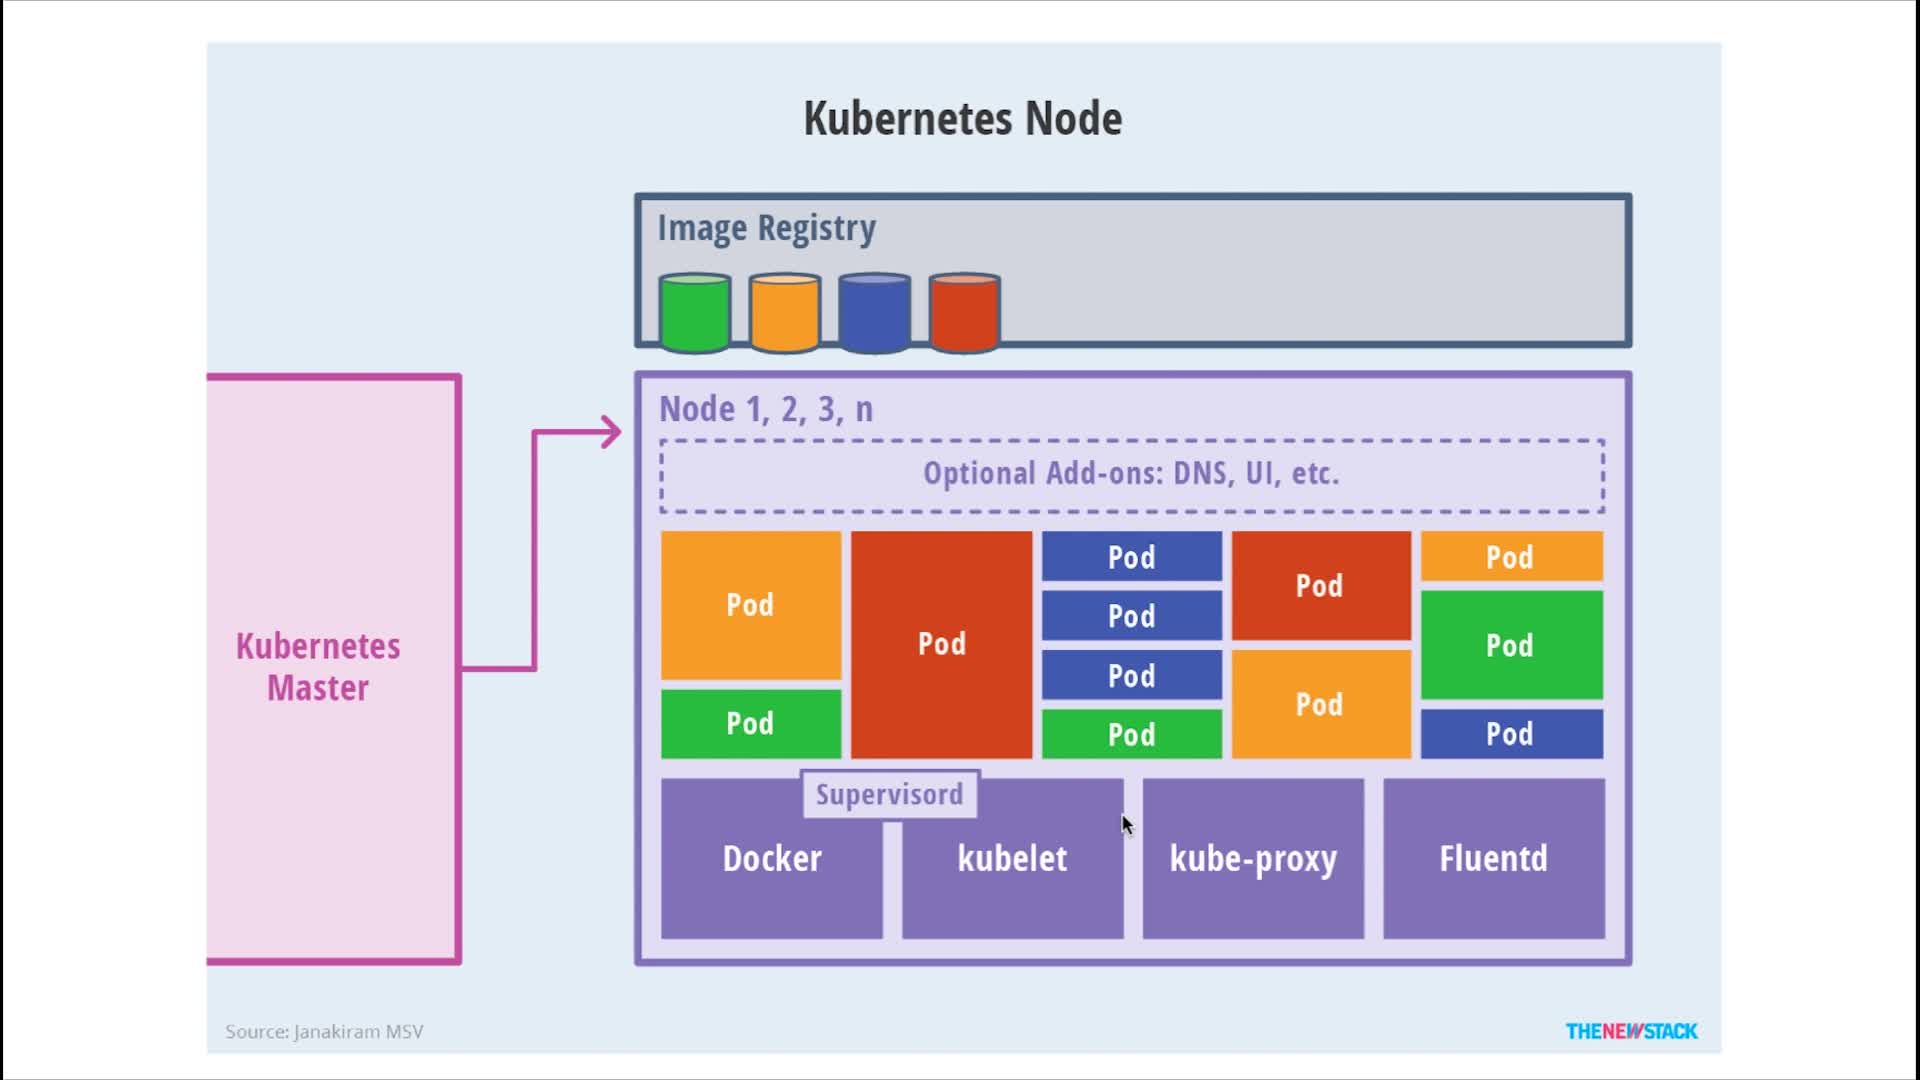 Kubernetes Node
Image Registry
Node 1, 2, 3, n
Optional Add-ons: DNS, UI, etc.
Kubernetes
Master
Pod
Pod
Pod
Pod
Pod
Pod
Pod
Pod
Pod
Pod
Pod
Pod
Supervisord
Docker
kubelet
kube-proxy
Fluentd
Source: Janakiram MSV
THENEWSTACK